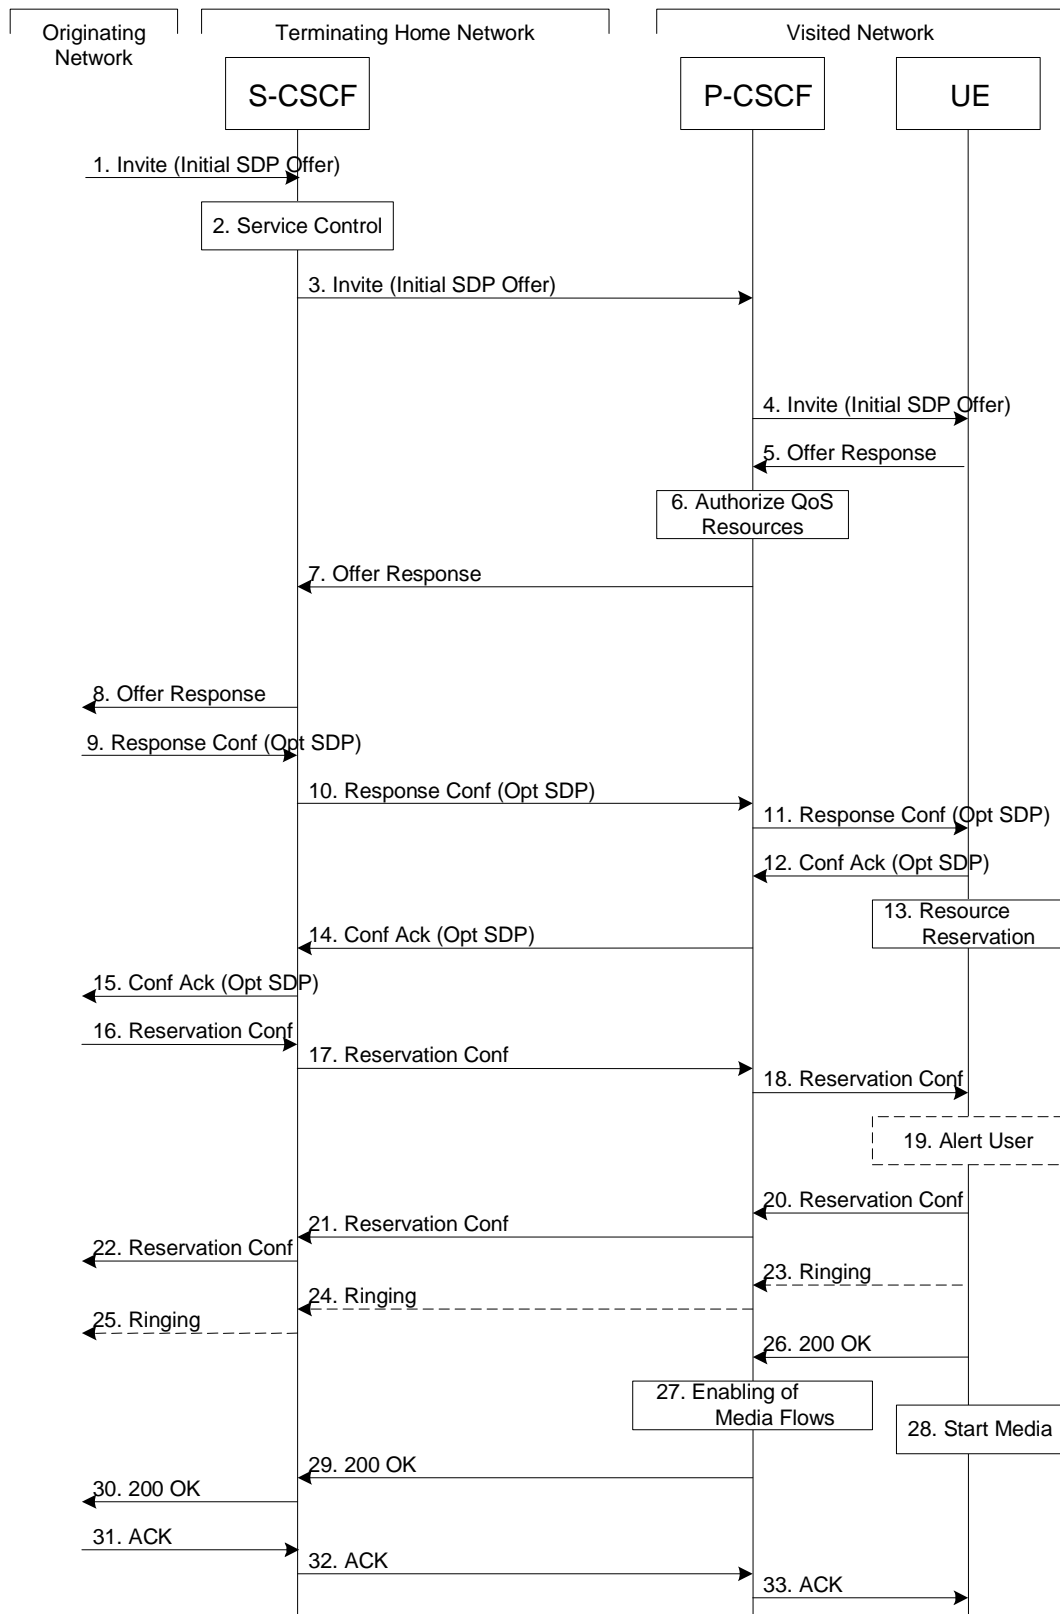 Originating
Network
Terminating Home Network
Visited Network
S-CSCF
P-CSCF
UE
1. Invite (Initial SDP Offer)
2. Service Control
3. Invite (Initial SDP Offer)
4. Invite (Initial SDP Offer)
5. Offer Response
6. Authorize QoS
Resources
7. Offer Response
8. Offer Response
9. Response Conf (Opt SDP)
10. Response Conf (Opt SDP)
11. Response Conf (Opt SDP)
12. Conf Ack (Opt SDP)
13. Resource
Reservation
14. Conf Ack (Opt SDP)
15. Conf Ack (Opt SDP)
16. Reservation Conf
17. Reservation Conf
18. Reservation Conf
19. Alert User
20. Reservation Conf
21. Reservation Conf
22. Reservation Conf
23. Ringing
24. Ringing
25. Ringing
26. 200 OK
27. Enabling of
Media Flows
28. Start Media
29. 200 OK
30. 200 OK
31. ACK
32. ACK
33. ACK